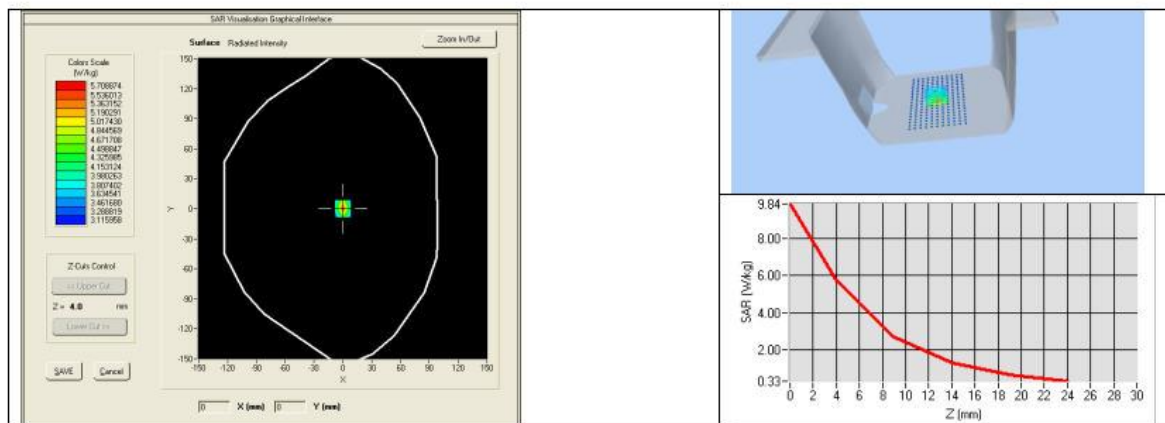 SAR Visualisation Graphical Interface
Surface Radiated Intensity
Zoom In/Out
Colors Scale
(W/kg)
5.708874
5.536013
5.363152
5.190291
5.017430
4.844569
4.671708
4.498847
4.325985
4.153124
3.980263
3.807402
3.634541
3.461680
3.288819
3.115958
Z-Cuts Control
<< Upper Cut
Z = 4.0 mm
Lower Cut >>
SAVE Cancel
150
120
90
60
30
0
-30
-60
-90
-120
-150
Y
-150 -120 -90 -60 -30 0 30 60 90 120 150
X
0 X (mm) 0 Y (mm)
9.84
8.00
6.00
4.00
2.00
0.33
SAR (W/kg)
0 2 4 6 8 10 12 14 16 18 20 22 24 26 28 30
Z (mm)